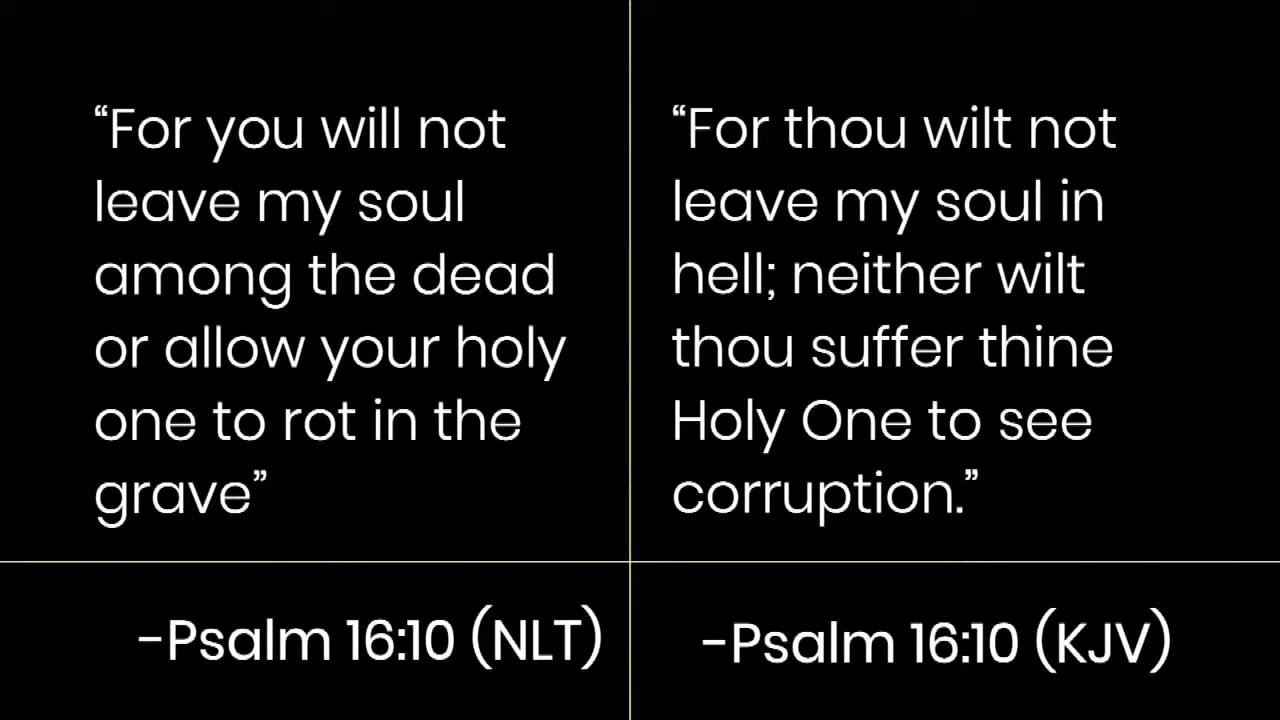 “For you will not
leave my soul
among the dead
or allow your holy
one to rot in the
grave”
-Psalm 16:10 (NLT)
“For thou wilt not
leave my soul in
hell; neither wilt
thou suffer thine
Holy One to see
corruption.”
-Psalm 16:10 (KJV)